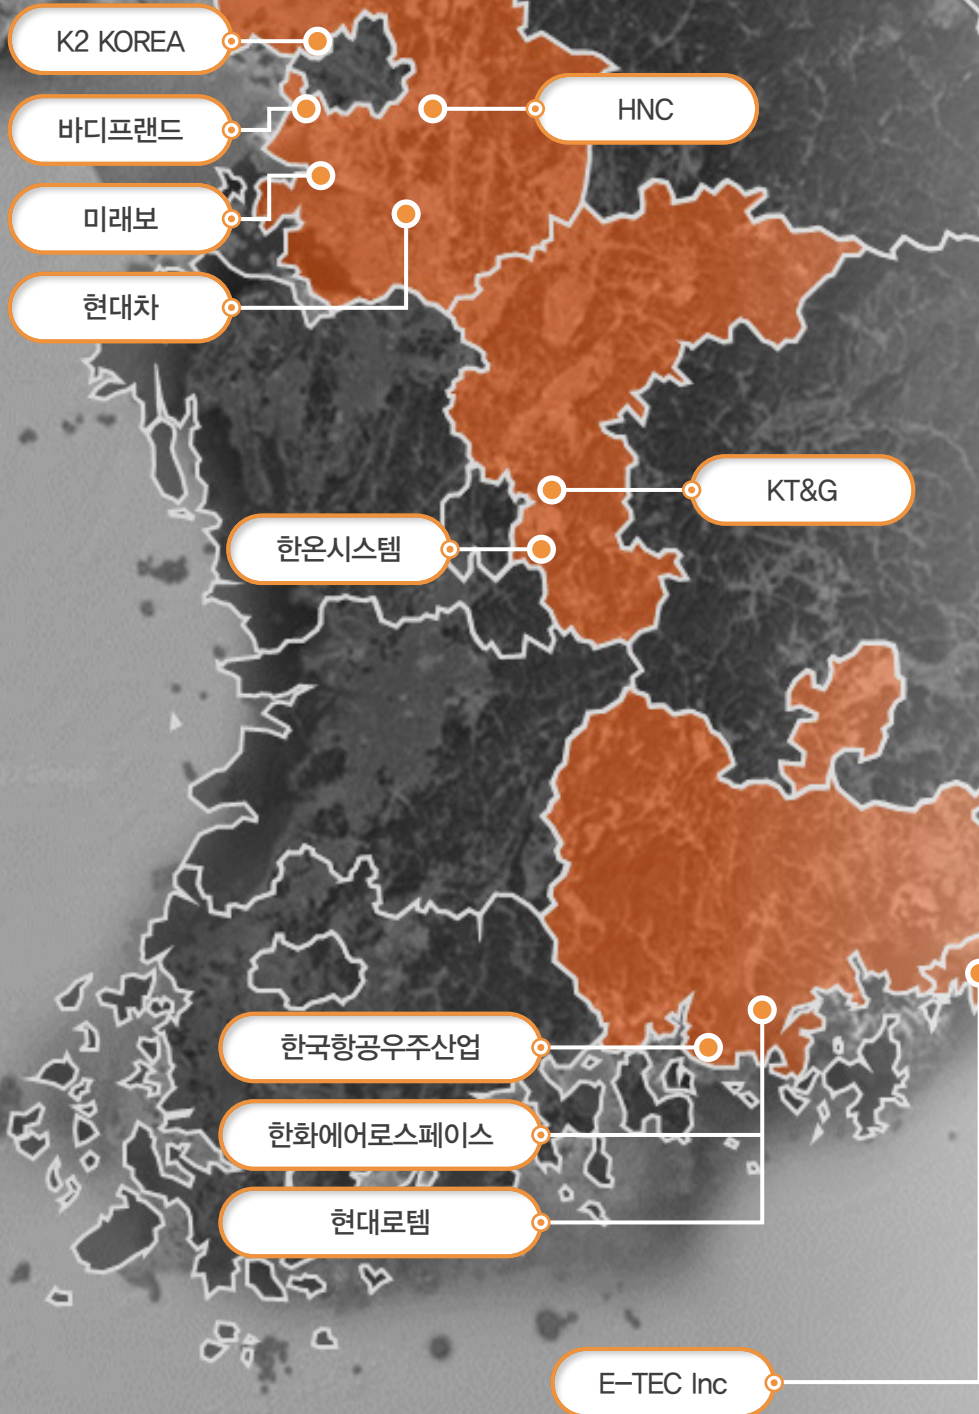 K2 KOREA
바디프랜드
HNC
미래보
현대차
KT&G
한온시스템
한국항공우주산업
한화에어로스페이스
현대로템
E-TEC Inc